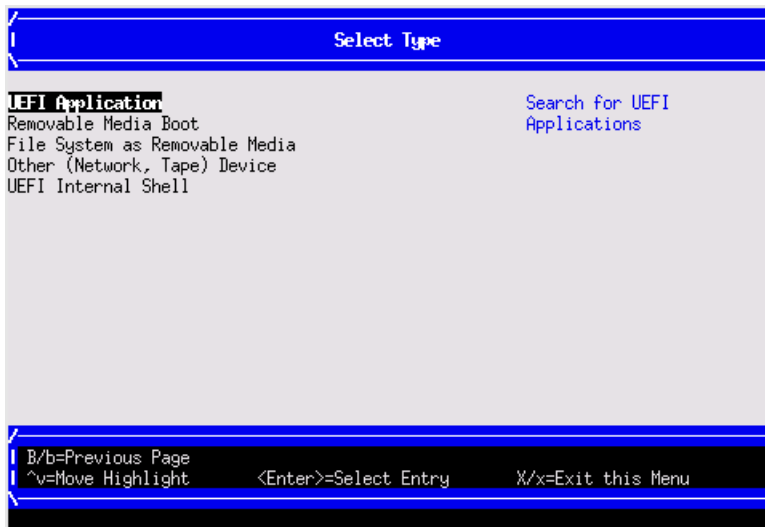 Select Type
UEFI Application
Removable Media Boot
File System as Removable Media
Other (Network, Tape) Device
UEFI Internal Shell
Search for UEFI
Applications
B/b=Previous Page
^v=Move Highlight <Enter>=Select Entry X/x=Exit this Menu